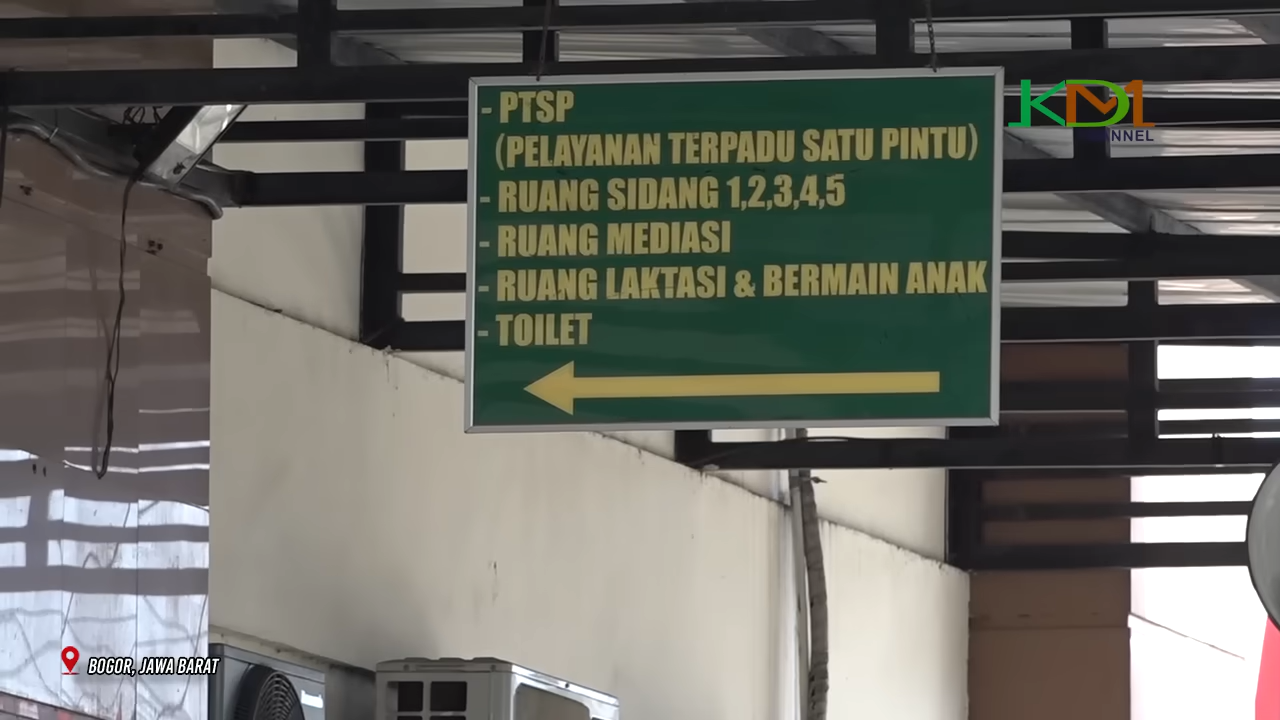 - PTSP
(PELAYANAN TERPADU SATU PINTU)
- RUANG SIDANG 1,2,3,4,5
- RUANG MEDIASI
- RUANG LAKTASI & BERMAIN ANAK
- TOILET
KDM
BOGOR, JAWA BARAT